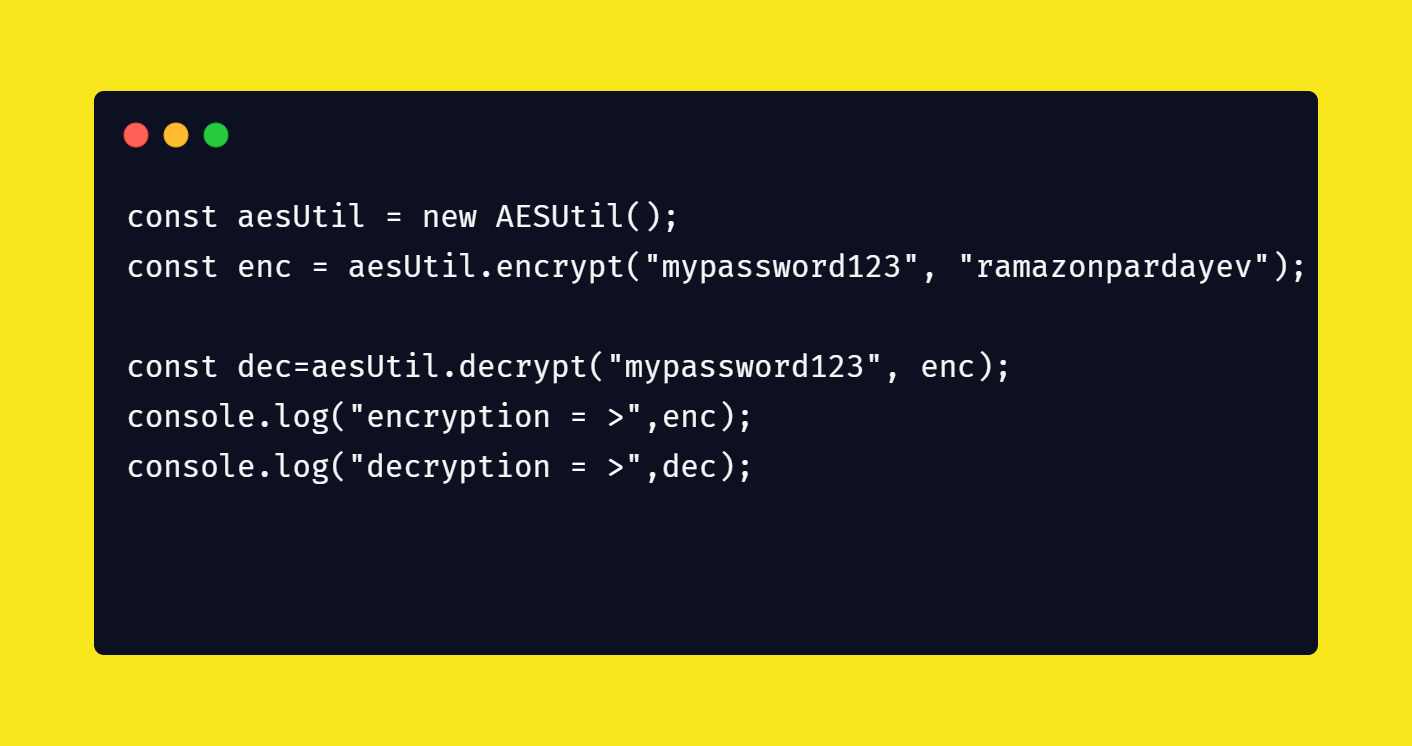 const aesUtil = new AESUtil();
const enc = aesUtil.encrypt("mypassword123", "ramazonpardayev");
const dec=aesUtil.decrypt("mypassword123", enc);
console.log("encryption = >",enc);
console.log("decryption = >",dec);